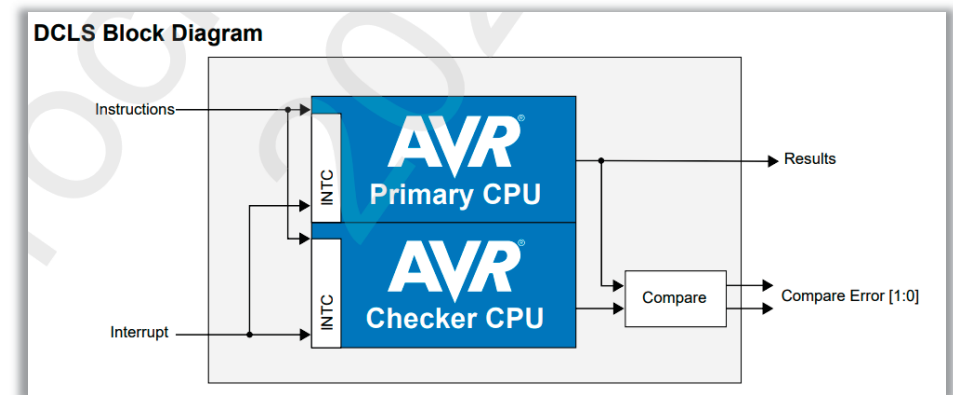 DCLS Block Diagram
Instructions
INTC
AVR®
Primary CPU
Results
INTC
AVR®
Checker CPU
Compare
Compare Error [1:0]
Interrupt